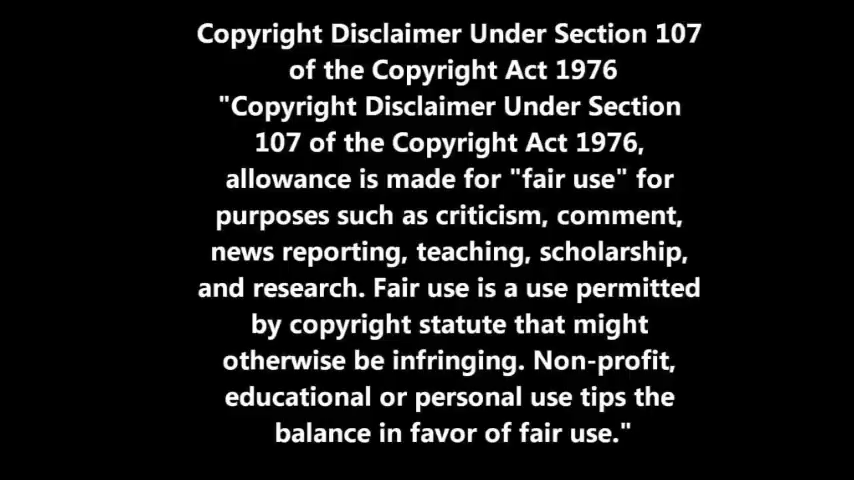 Copyright Disclaimer Under Section 107
of the Copyright Act 1976
"Copyright Disclaimer Under Section
107 of the Copyright Act 1976,
allowance is made for "fair use" for
purposes such as criticism, comment,
news reporting, teaching, scholarship,
and research. Fair use is a use permitted
by copyright statute that might
otherwise be infringing. Non-profit,
educational or personal use tips the
balance in favor of fair use."